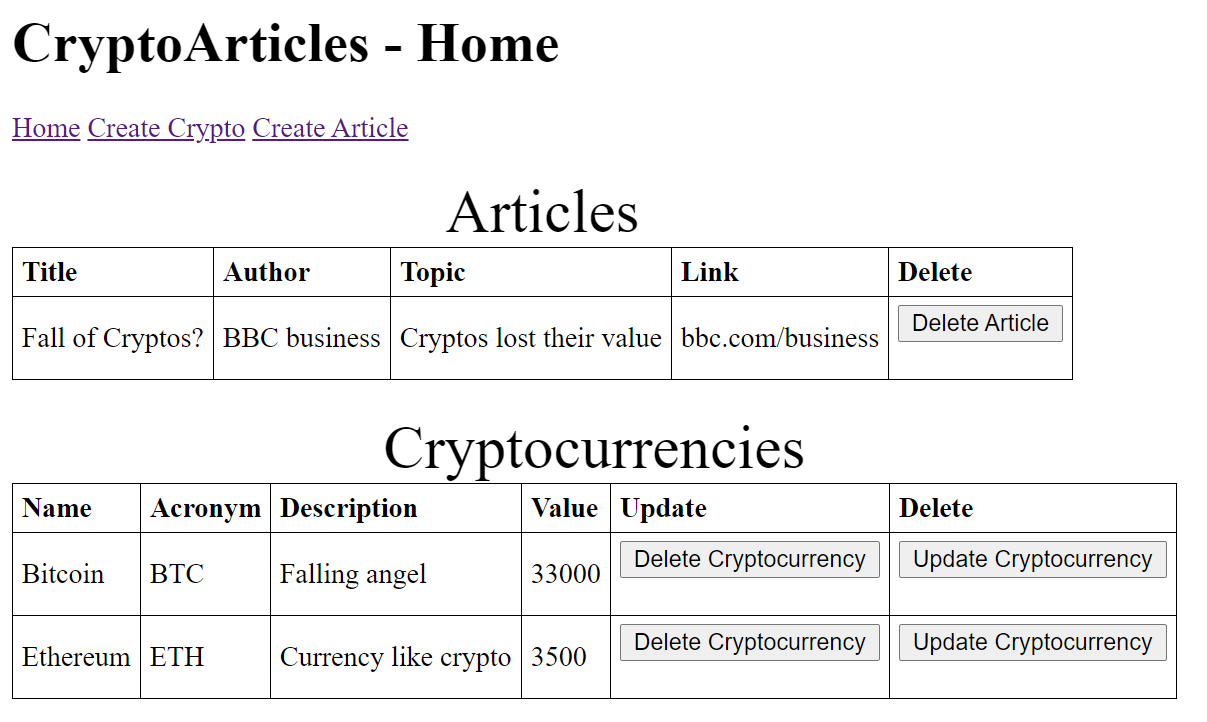 CryptoArticles - Home
Home Create Crypto Create Article
Articles
Title Author Topic Link Delete
Fall of Cryptos? BBC business Cryptos lost their value bbc.com/business Delete Article
Cryptocurrencies
Name Acronym Description Value Update Delete
Bitcoin BTC Falling angel 33000 Delete Cryptocurrency Update Cryptocurrency
Ethereum ETH Currency like crypto 3500 Delete Cryptocurrency Update Cryptocurrency